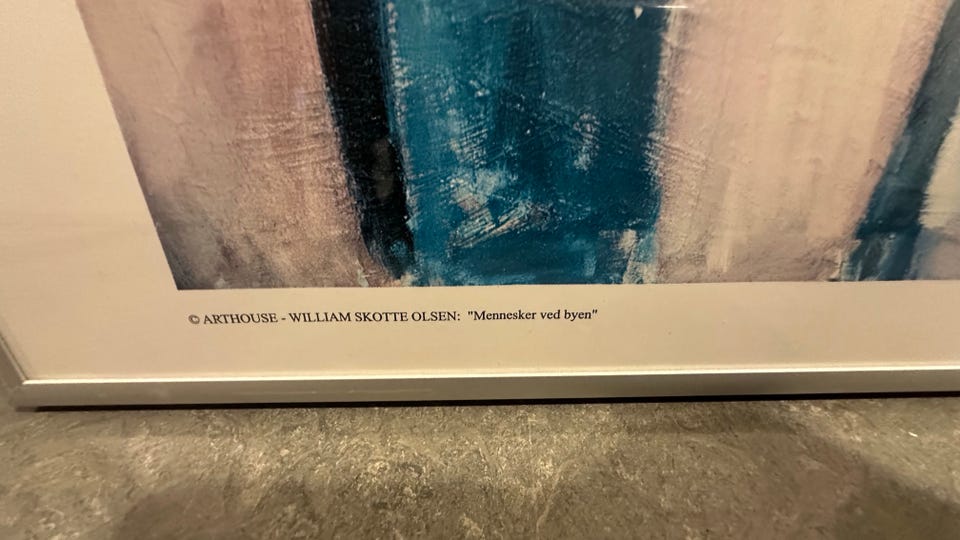 © ARTHOUSE - WILLIAM SKOTTE OLSEN: "Mennesker ved byen"